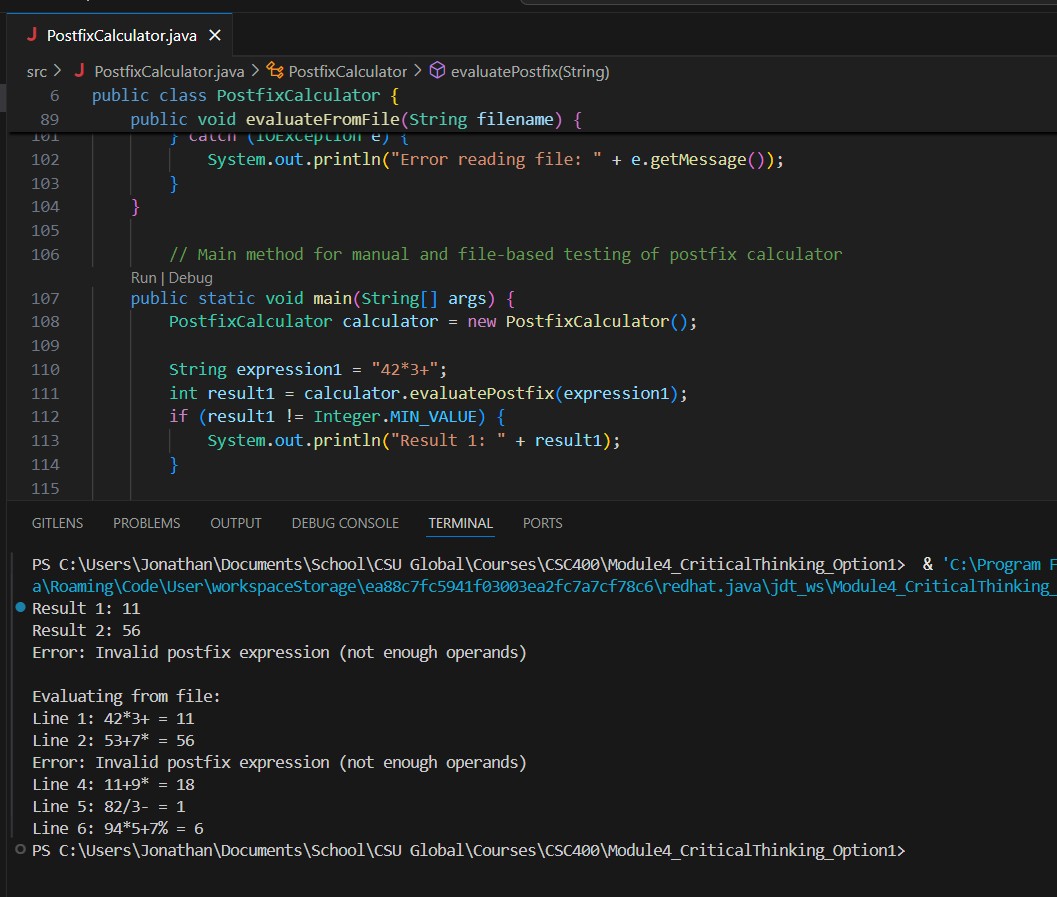 PostfixCalculator.java
src > PostfixCalculator.java > PostfixCalculator > evaluatePostfix(String)
6 public class PostfixCalculator {
89 public void evaluateFromFile(String filename) {
101 } catch (IOException e) {
102 System.out.println("Error reading file: " + e.getMessage());
103 }
104 }
105
106 // Main method for manual and file-based testing of postfix calculator
Run | Debug
107 public static void main(String[] args) {
108 PostfixCalculator calculator = new PostfixCalculator();
109
110 String expression1 = "42*3+";
111 int result1 = calculator.evaluatePostfix(expression1);
112 if (result1 != Integer.MIN_VALUE) {
113 System.out.println("Result 1: " + result1);
114 }
115
GITLENS PROBLEMS OUTPUT DEBUG CONSOLE TERMINAL PORTS
PS C:\Users\Jonathan\Documents\School\CSU Global\Courses\CSC400\Module4_CriticalThinking_Option1> & 'C:\Program F
a\Roaming\Code\User\workspaceStorage\ea88c7fc5941f03003ea2fc7a7cf78c6\redhat.java\jdt_ws\Module4_CriticalThinking_
Result 1: 11
Result 2: 56
Error: Invalid postfix expression (not enough operands)
Evaluating from file:
Line 1: 42*3+ = 11
Line 2: 53+7* = 56
Error: Invalid postfix expression (not enough operands)
Line 4: 11+9* = 18
Line 5: 82/3- = 1
Line 6: 94*5+7% = 6
PS C:\Users\Jonathan\Documents\School\CSU Global\Courses\CSC400\Module4_CriticalThinking_Option1>